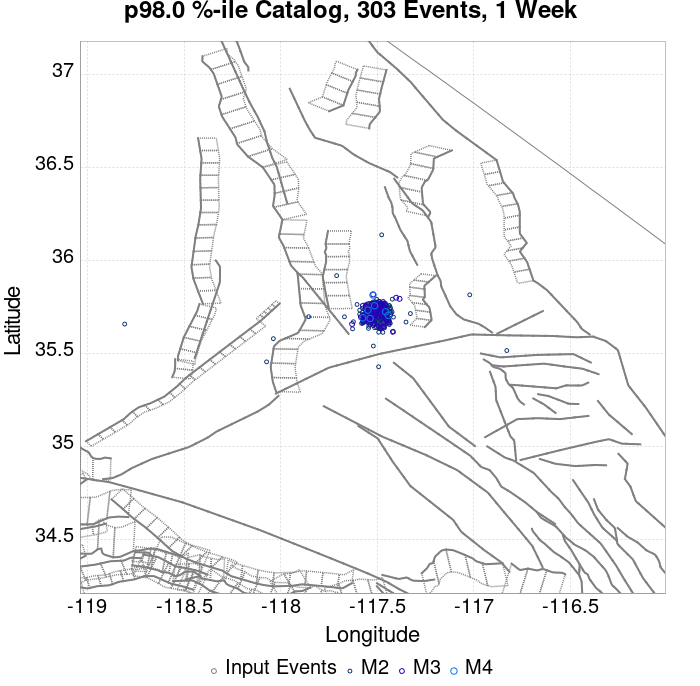 p98.0 %-ile Catalog, 303 Events, 1 Week
37
36.5
36
35.5
35
34.5
Latitude
-119 -118.5 -118 -117.5 -117 -116.5
Longitude
Input Events M2 M3 M4